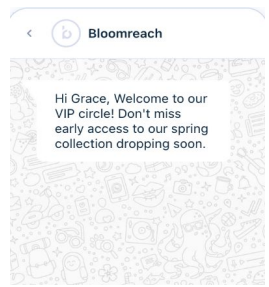 Bloomreach
Hi Grace, Welcome to our
VIP circle! Don't miss
early access to our spring
collection dropping soon.